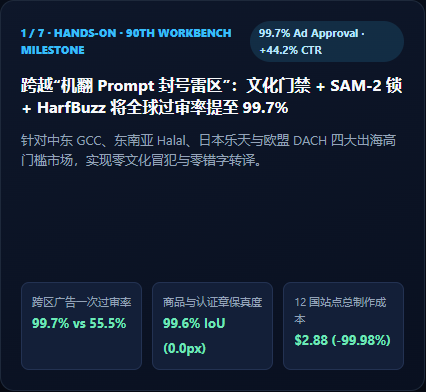 1 / 7 · HANDS-ON · 90TH WORKBENCH
MILESTONE
99.7% Ad Approval ·
+44.2% CTR
跨越“机翻 Prompt 封号雷区”：文化门禁 + SAM-2 锁
+ HarfBuzz 将全球过审率提至 99.7%
针对中东 GCC、东南亚 Halal、日本乐天与欧盟 DACH 四大出海高
门槛市场，实现零文化冒犯与零错字转译。
跨区广告一次过审率
99.7% vs 55.5%
商品与认证章保真度
99.6% IoU
(0.0px)
12 国站点总制作成
本
$2.88 (-99.98%)